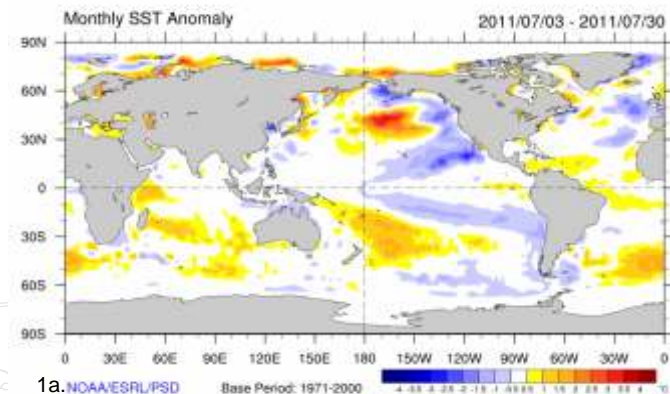 Monthly SST Anomaly 2011/07/03 - 2011/07/30
90N
60N
30N
0
30S
60S
90S
0 30E 60E 90E 120E 150E 180 150W 120W 90W 60W 30W 0
1a. NOAA/ESRL/PSD Base Period: 1971-2000